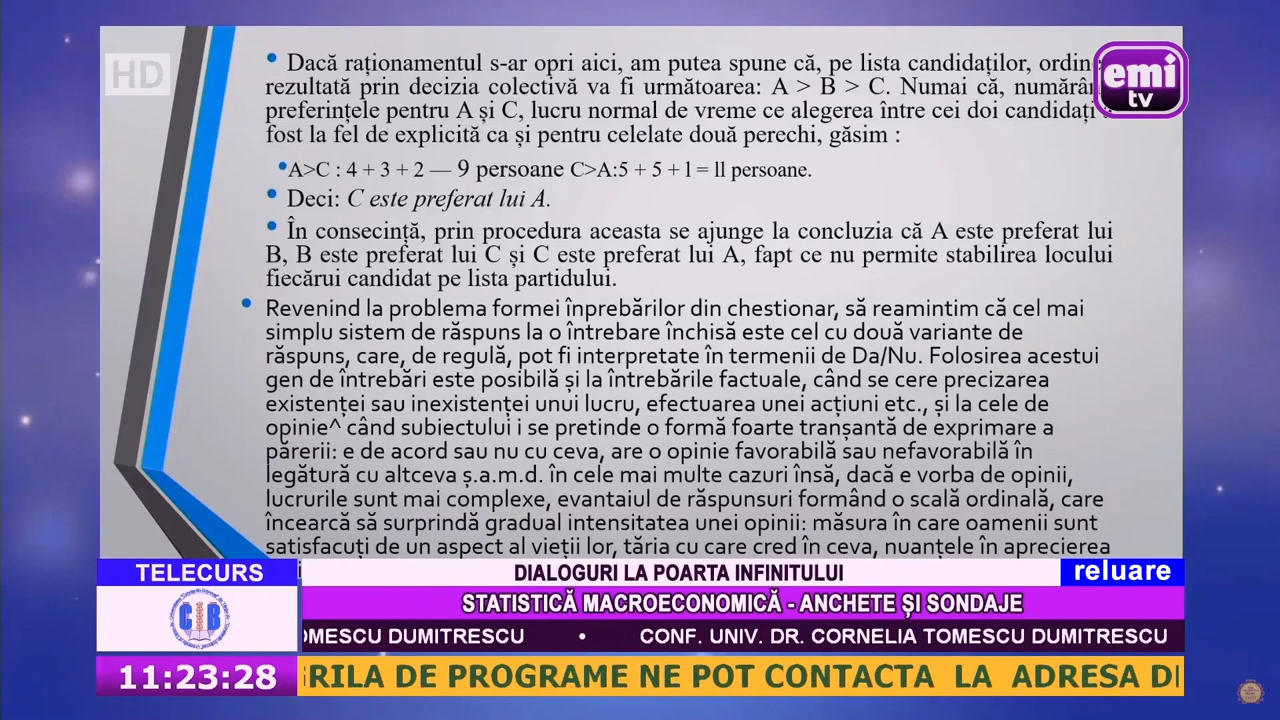 HD
emi
tv
• Dacă raționamentul s-ar opri aici, am putea spune că, pe lista candidaților,
rezultată prin decizia colectivă va fi următoarea: A > B > C. Numai că,
preferințele pentru A și C, lucru normal de vreme ce alegerea între cei doi candidați
fost la fel de explicită ca și pentru celelate două perechi, găsim :
•A>C : 4 + 3 + 2 — 9 persoane C>A:5 + 5 + l = ll persoane.
• Deci: C este preferat lui A.
• În consecință, prin procedura aceasta se ajunge la concluzia că A este preferat lui
B, B este preferat lui C și C este preferat lui A, fapt ce nu permite stabilirea locului
fiecărui candidat pe lista partidului.
• Revenind la problema formei înprebărilor din chestionar, să reamintim că cel mai
simplu sistem de răspuns la o întrebare închisă este cel cu două variante de
răspuns, care, de regulă, pot fi interpretate în termenii de Da/Nu. Folosirea acestui
gen de întrebări este posibilă și la întrebările factuale, când se cere precizarea
existenței sau inexistenței unui lucru, efectuarea unei acțiuni etc., și la cele de
opinie^ când subiectului i se pretinde o formă foarte tranșantă de exprimare a
părerii: e de acord sau nu cu ceva, are o opinie favorabilă sau nefavorabilă în
legătură cu altceva ș.a.m.d. în cele mai multe cazuri însă, dacă e vorba de opinii,
lucrurile sunt mai complexe, evantaiul de răspunsuri formând o scală ordinală, care
încearcă să surprindă gradual intensitatea unei opinii: măsura în care oamenii sunt
satisfacuți de un aspect al vieții lor, tăria cu care cred în ceva, nuanțele în aprecierea
TELECURS
DIALOGURI LA POARTA INFINITULUI
reluare
STATISTICĂ MACROECONOMICĂ - ANCHETE ȘI SONDAJE
OMESCU DUMITRESCU • CONF. UNIV. DR. CORNELIA TOMESCU DUMITRESCU
CB
11:23:28
RILA DE PROGRAME NE POT CONTACTA LA ADRESA DI